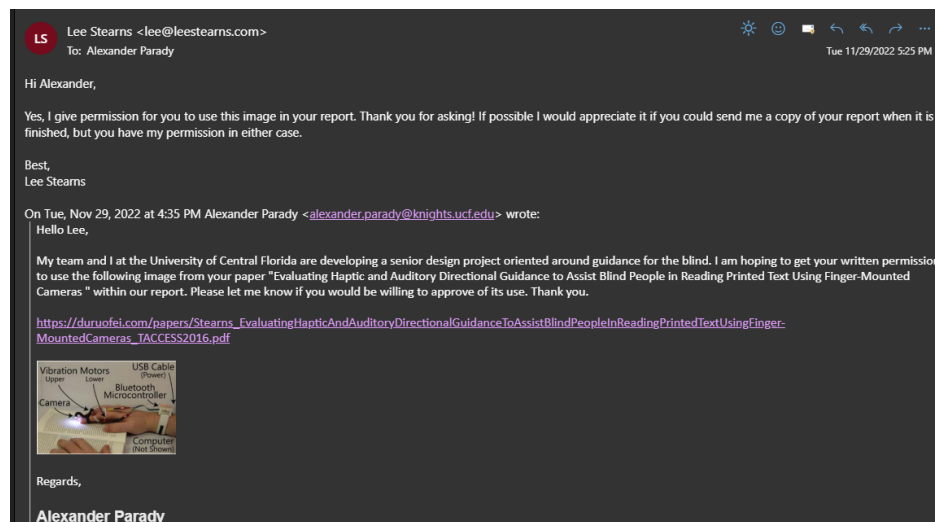 LS
Lee Stearns <lee@leestearns.com>
To: Alexander Parady
Tue 11/29/2022 5:25 PM
Hi Alexander,
Yes, I give permission for you to use this image in your report. Thank you for asking! If possible I would appreciate it if you could send me a copy of your report when it is
finished, but you have my permission in either case.
Best,
Lee Stearns
On Tue, Nov 29, 2022 at 4:35 PM Alexander Parady <alexander.parady@knights.ucf.edu> wrote:
Hello Lee,
My team and I at the University of Central Florida are developing a senior design project oriented around guidance for the blind. I am hoping to get your written permission
to use the following image from your paper "Evaluating Haptic and Auditory Directional Guidance to Assist Blind People in Reading Printed Text Using Finger-Mounted
Cameras " within our report. Please let me know if you would be willing to approve of its use. Thank you.
https://duruofei.com/papers/Stearns_EvaluatingHapticAndAuditoryDirectionalGuidanceToAssistBlindPeopleInReadingPrintedTextUsingFinger-
MountedCameras_TACCESS2016.pdf
Vibration Motors
Upper Lower
USB Cable
(Power)
Bluetooth
Microcontroller
Camera
Computer
(Not Shown)
Regards,
Alexander Parady